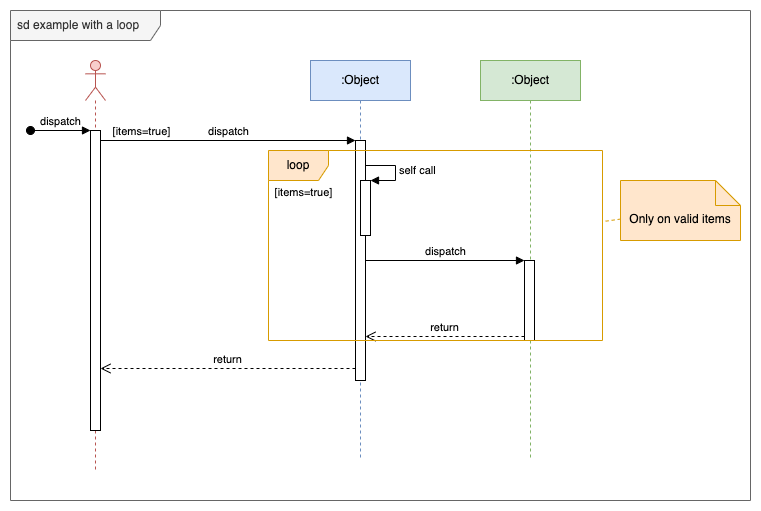 sd example with a loop
:Object
:Object
dispatch
[items=true]
dispatch
loop
self call
[items=true]
Only on valid items
dispatch
return
return